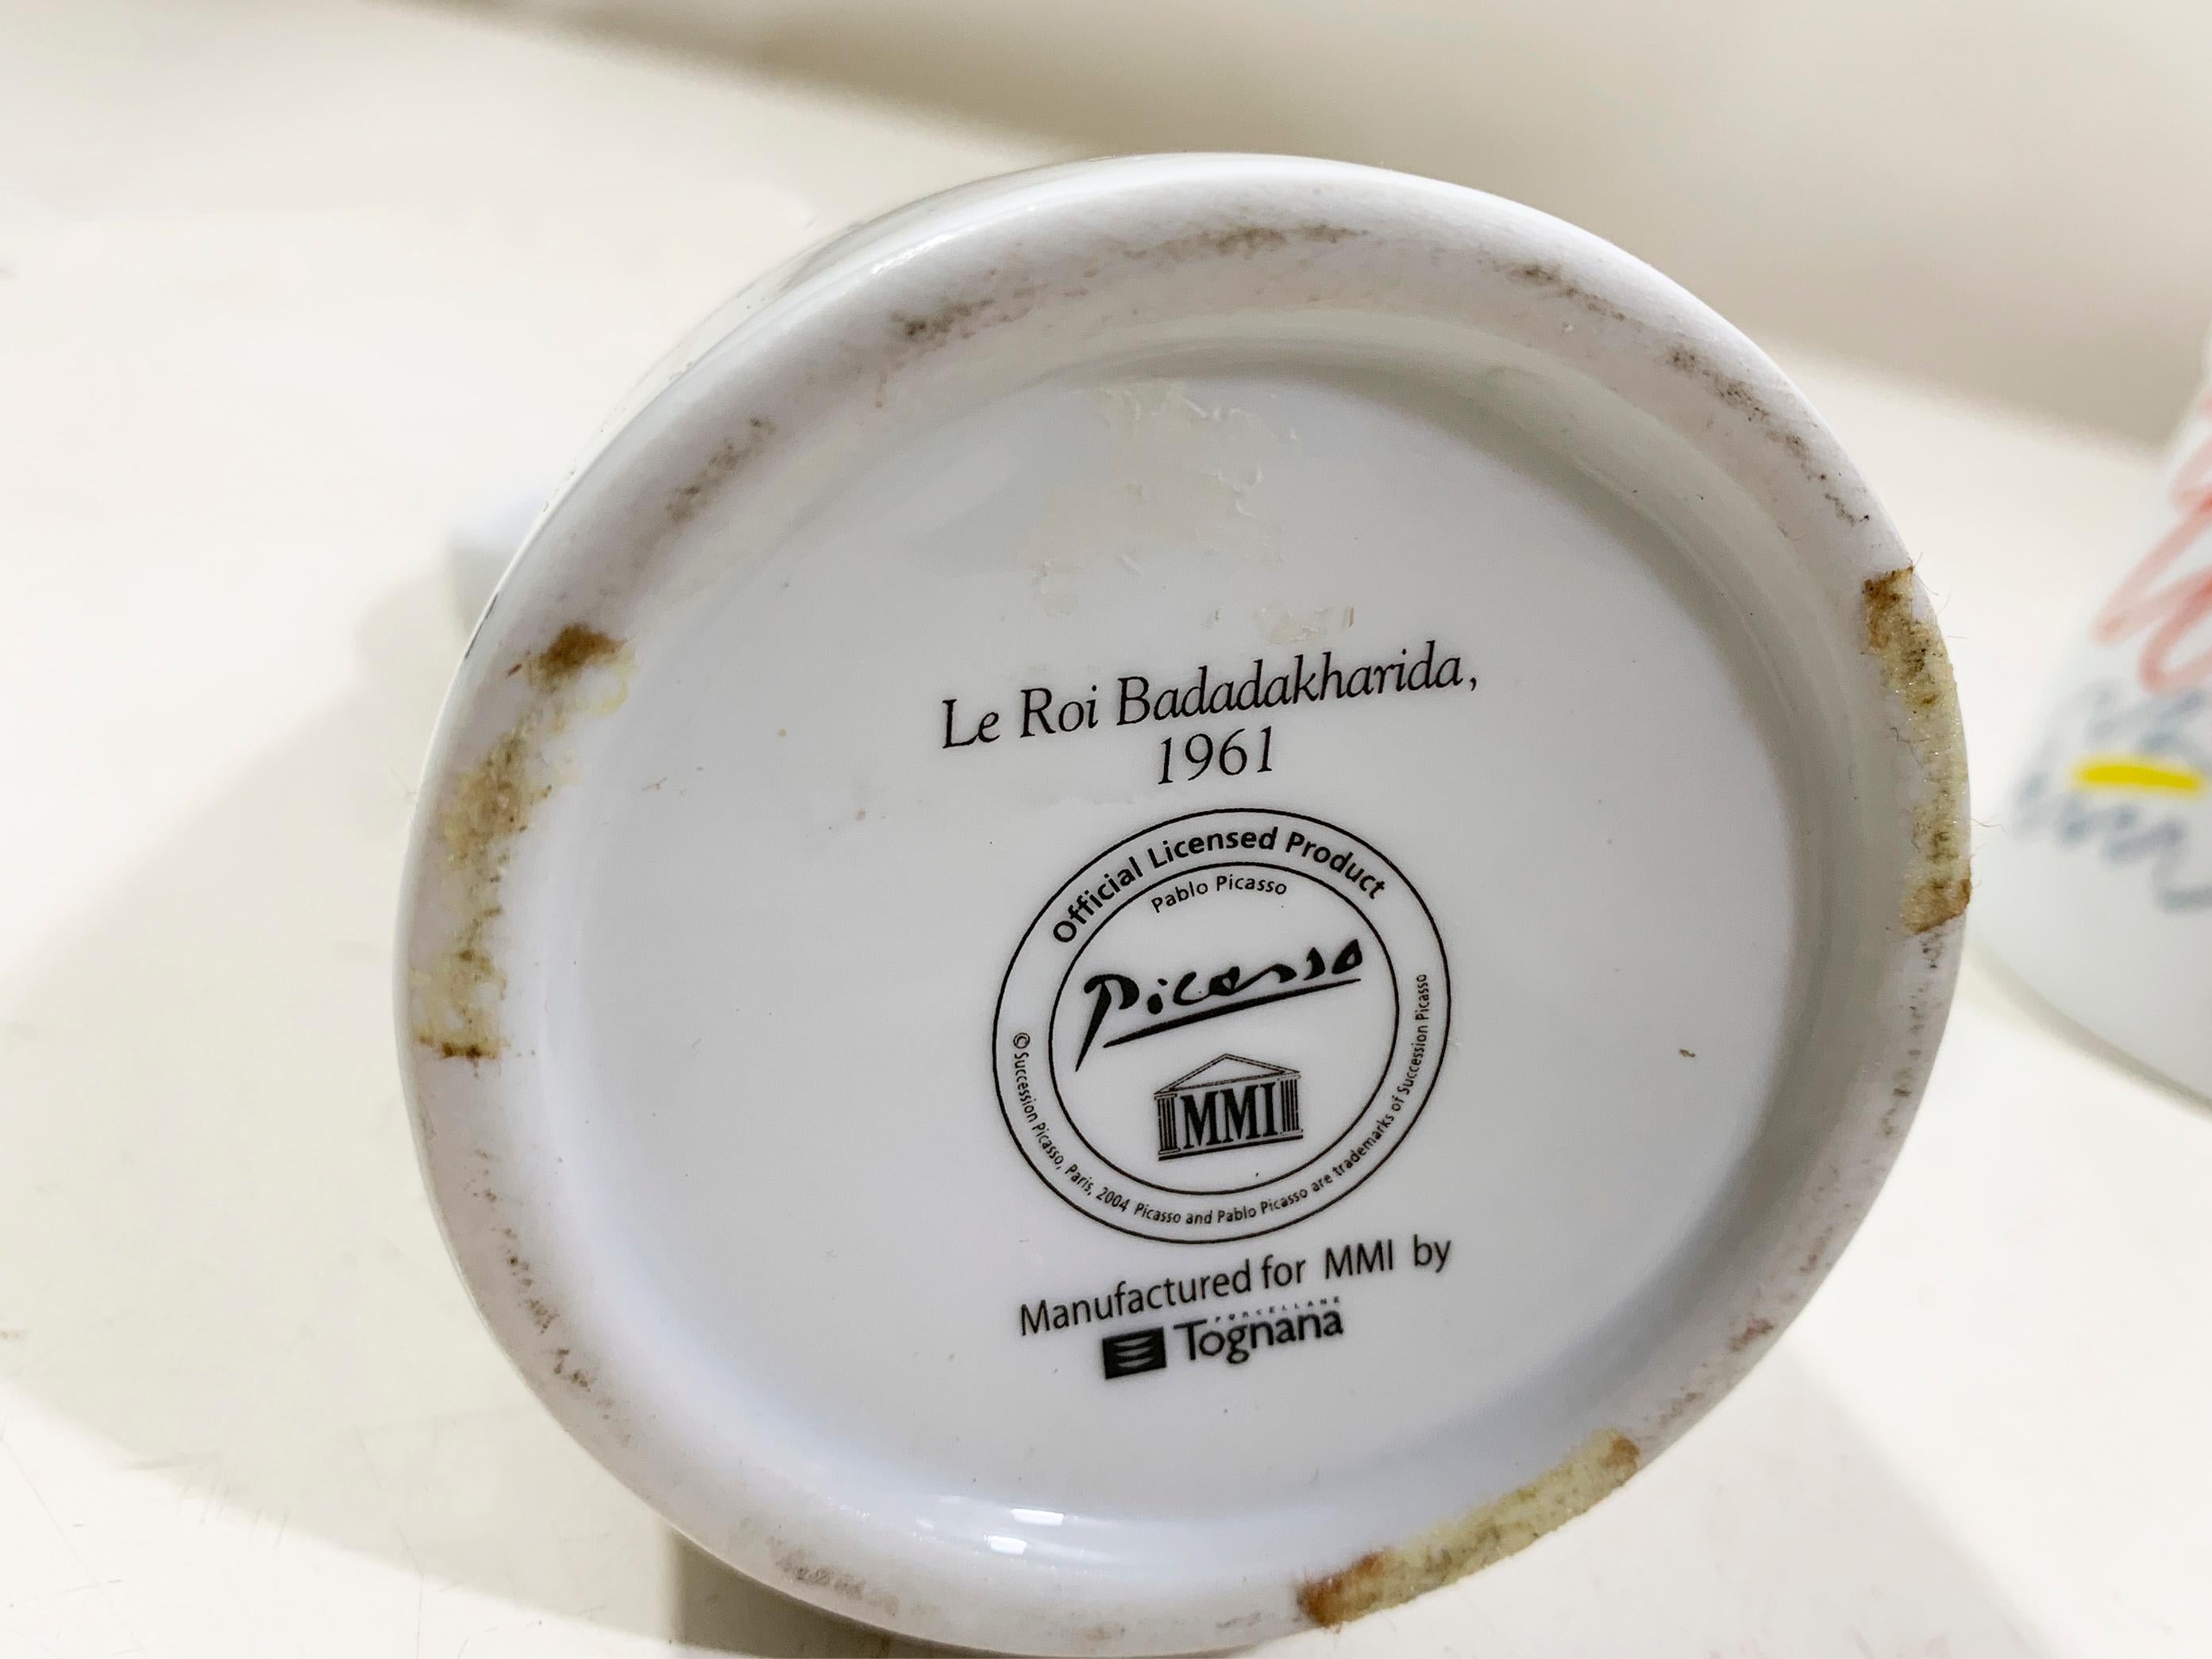 Le Roi Badadakharida,
1961
Official Licensed Product
Pablo Picasso
Picasso
MMI
© Succession Picasso, Paris, 2004 Picasso and Pablo Picasso are trademarks of Succession Picasso
Manufactured for MMI by
PORCELLANE
Tognana